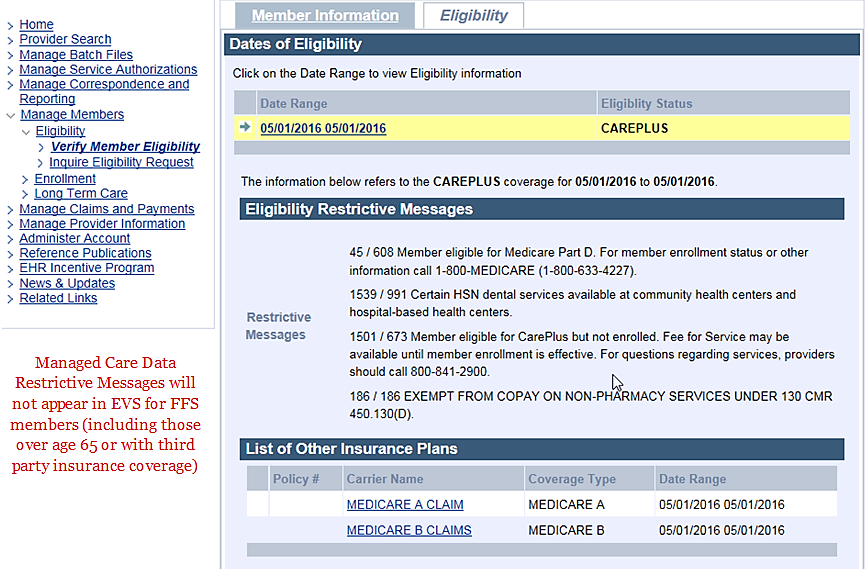 Home
Provider Search
Manage Batch Files
Manage Service Authorizations
Manage Correspondence and
Reporting
Manage Members
Eligibility
Verify Member Eligibility
Inquire Eligibility Request
Enrollment
Long Term Care
Manage Claims and Payments
Manage Provider Information
Administer Account
Reference Publications
EHR Incentive Program
News & Updates
Related Links
Managed Care Data
Restrictive Messages will
not appear in EVS for FFS
members (including those
over age 65 or with third
party insurance coverage)
Member Information Eligibility
Dates of Eligibility
Click on the Date Range to view Eligibility information
Date Range Eligiblity Status
05/01/2016 05/01/2016 CAREPLUS
The information below refers to the CAREPLUS coverage for 05/01/2016 to 05/01/2016.
Eligibility Restrictive Messages
Restrictive
Messages
45 / 608 Member eligible for Medicare Part D. For member enrollment status or other
information call 1-800-MEDICARE (1-800-633-4227).
1539 / 991 Certain HSN dental services available at community health centers and
hospital-based health centers.
1501 / 673 Member eligible for CarePlus but not enrolled. Fee for Service may be
available until member enrollment is effective. For questions regarding services, providers
should call 800-841-2900.
186 / 186 EXEMPT FROM COPAY ON NON-PHARMACY SERVICES UNDER 130 CMR
450.130(D).
List of Other Insurance Plans
Policy # Carrier Name Coverage Type Date Range
MEDICARE A CLAIM MEDICARE A 05/01/2016 05/01/2016
MEDICARE B CLAIMS MEDICARE B 05/01/2016 05/01/2016